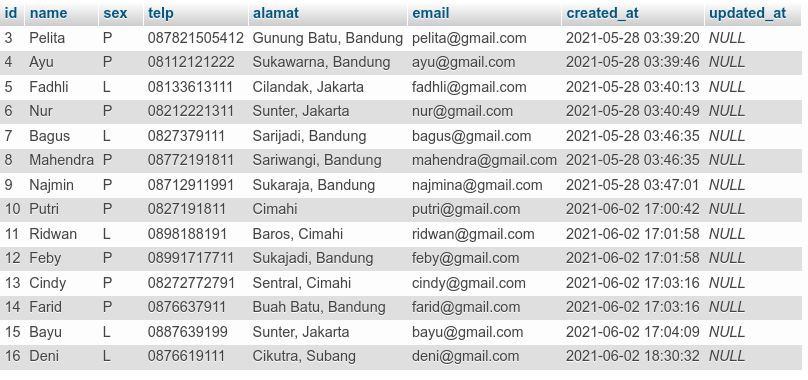 id name sex telp alamat email created_at updated_at
3 Pelita P 087821505412 Gunung Batu, Bandung pelita@gmail.com 2021-05-28 03:39:20 NULL
4 Ayu P 08112121222 Sukawarna, Bandung ayu@gmail.com 2021-05-28 03:39:46 NULL
5 Fadhli L 08133613111 Cilandak, Jakarta fadhli@gmail.com 2021-05-28 03:40:13 NULL
6 Nur P 08212221311 Sunter, Jakarta nur@gmail.com 2021-05-28 03:40:49 NULL
7 Bagus L 0827379111 Sarijadi, Bandung bagus@gmail.com 2021-05-28 03:46:35 NULL
8 Mahendra P 08772191811 Sariwangi, Bandung mahendra@gmail.com 2021-05-28 03:46:35 NULL
9 Najmin P 08712911991 Sukaraja, Bandung najmina@gmail.com 2021-05-28 03:47:01 NULL
10 Putri P 0827191811 Cimahi putri@gmail.com 2021-06-02 17:00:42 NULL
11 Ridwan L 0898188191 Baros, Cimahi ridwan@gmail.com 2021-06-02 17:01:58 NULL
12 Feby P 08991717711 Sukajadi, Bandung feby@gmail.com 2021-06-02 17:01:58 NULL
13 Cindy P 08272772791 Sentral, Cimahi cindy@gmail.com 2021-06-02 17:03:16 NULL
14 Farid P 0876637911 Buah Batu, Bandung farid@gmail.com 2021-06-02 17:03:16 NULL
15 Bayu L 0887639199 Sunter, Jakarta bayu@gmail.com 2021-06-02 17:04:09 NULL
16 Deni L 0876619111 Cikutra, Subang deni@gmail.com 2021-06-02 18:30:32 NULL